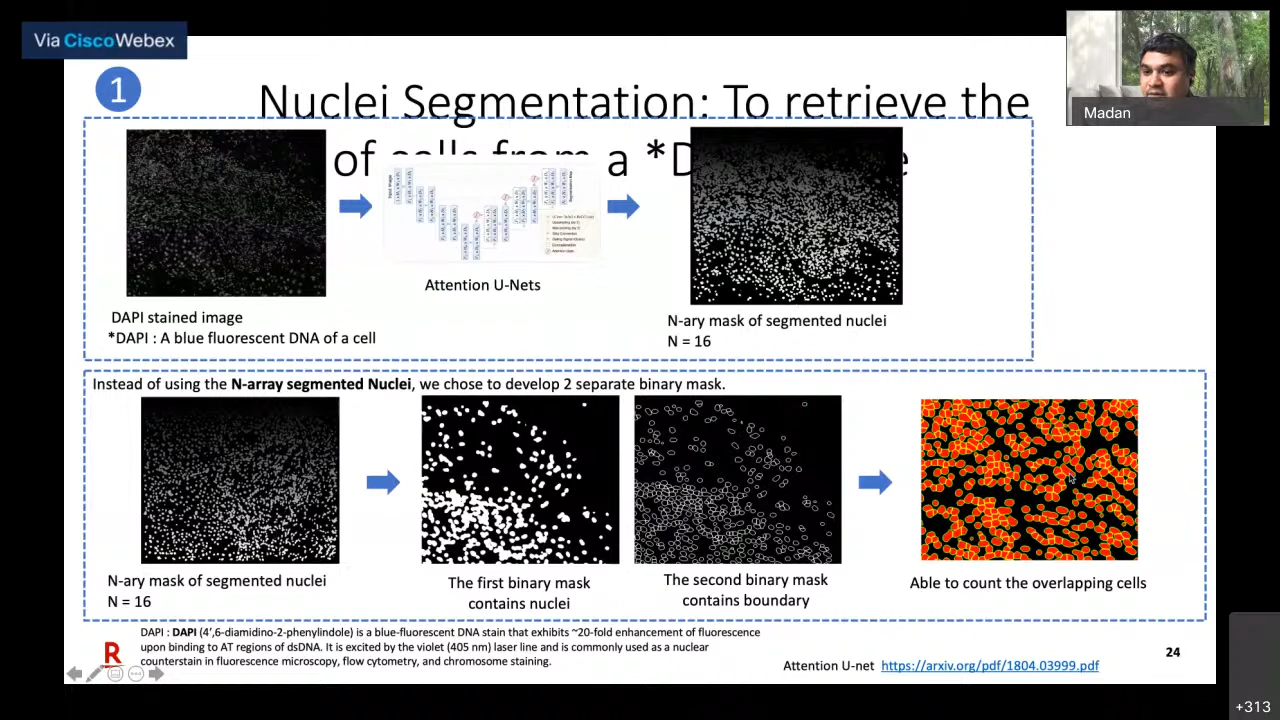 Via Cisco Webex
1
Nuclei Segmentation: To retrieve the
of cells from a *D
Madan
Attention U-Nets
DAPI stained image
*DAPI : A blue fluorescent DNA of a cell
N-ary mask of segmented nuclei
N = 16
Instead of using the N-array segmented Nuclei, we chose to develop 2 separate binary mask.
N-ary mask of segmented nuclei
N = 16
The first binary mask
contains nuclei
The second binary mask
contains boundary
Able to count the overlapping cells
DAPI : DAPI (4′,6-diamidino-2-phenylindole) is a blue-fluorescent DNA stain that exhibits ~20-fold enhancement of fluorescence
upon binding to AT regions of dsDNA. It is excited by the violet (405 nm) laser line and is commonly used as a nuclear
counterstain in fluorescence microscopy, flow cytometry, and chromosome staining.
R
Attention U-net https://arxiv.org/pdf/1804.03999.pdf
24
+313